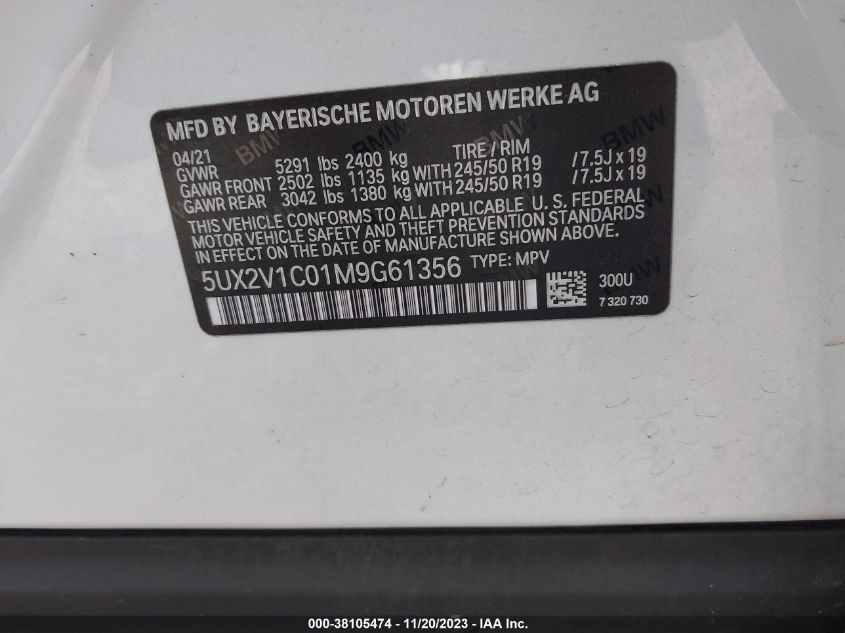 MFD BY BAYERISCHE MOTOREN WERKE AG
04/21
GVWR 5291 lbs 2400 kg TIRE / RIM
GAWR FRONT 2502 lbs 1135 kg WITH 245/50 R19 /7.5J x 19
GAWR REAR 3042 lbs 1380 kg WITH 245/50 R19 /7.5J x 19
THIS VEHICLE CONFORMS TO ALL APPLICABLE U. S. FEDERAL
MOTOR VEHICLE SAFETY AND THEFT PREVENTION STANDARDS
IN EFFECT ON THE DATE OF MANUFACTURE SHOWN ABOVE.
5UX2V1C01M9G61356 TYPE: MPV
300U
7 320 730
000-38105474 - 11/20/2023 - IAA Inc.